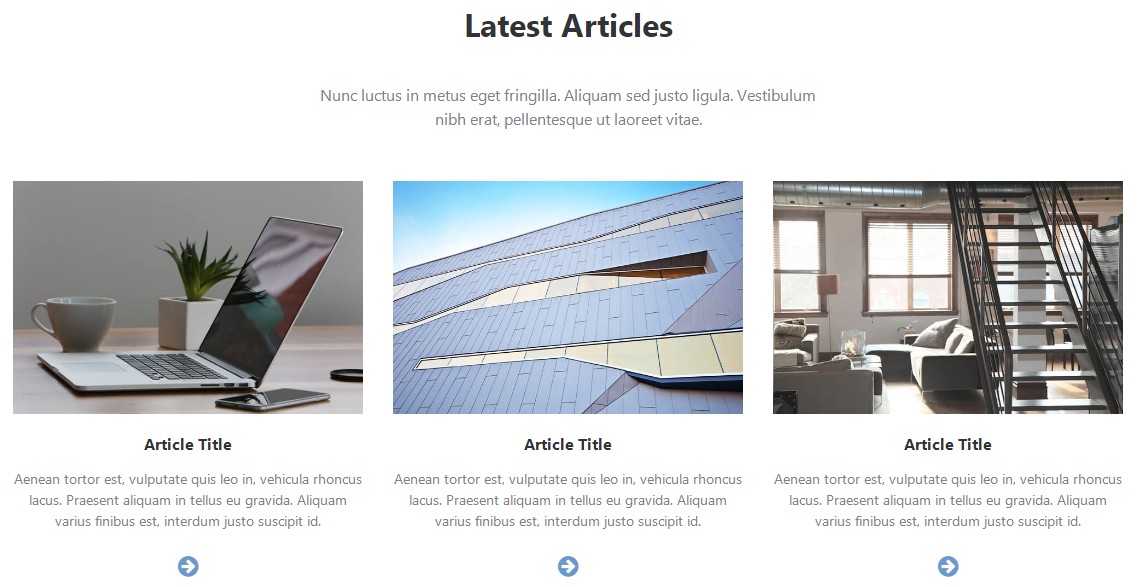 Latest Articles
Nunc luctus in metus eget fringilla. Aliquam sed justo ligula. Vestibulum
nibh erat, pellentesque ut laoreet vitae.
Article Title
Aenean tortor est, vulputate quis leo in, vehicula rhoncus
lacus. Praesent aliquam in tellus eu gravida. Aliquam
varius finibus est, interdum justo suscipit id.
Article Title
Aenean tortor est, vulputate quis leo in, vehicula rhoncus
lacus. Praesent aliquam in tellus eu gravida. Aliquam
varius finibus est, interdum justo suscipit id.
Article Title
Aenean tortor est, vulputate quis leo in, vehicula rhoncus
lacus. Praesent aliquam in tellus eu gravida. Aliquam
varius finibus est, interdum justo suscipit id.